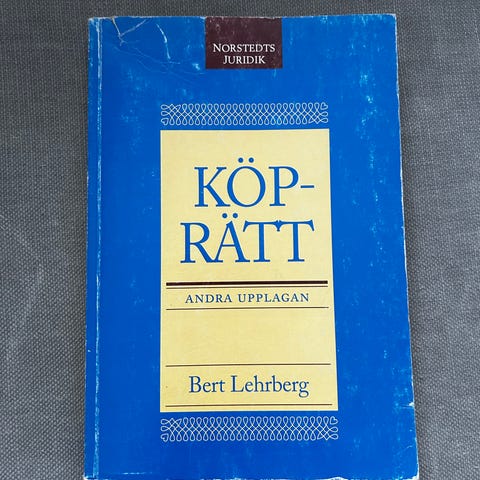 NORSTEDTS
JURIDIK
KÖP-
RÄTT
ANDRA UPPLAGAN
Bert Lehrberg